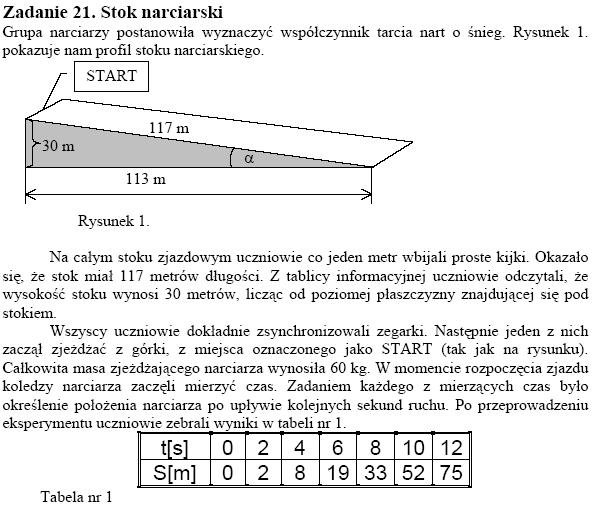 Zadanie 21. Stok narciarski
Grupa narciarzy postanowiła wyznaczyć współczynnik tarcia nart o śnieg. Rysunek 1.
pokazuje nam profil stoku narciarskiego.
START
117 m
30 m
α
113 m
Rysunek 1.
Na całym stoku zjazdowym uczniowie co jeden metr wbijali proste kijki. Okazało
się, że stok miał 117 metrów długości. Z tablicy informacyjnej uczniowie odczytali, że
wysokość stoku wynosi 30 metrów, licząc od poziomej płaszczyzny znajdującej się pod
stokiem.
Wszyscy uczniowie dokładnie zsynchronizowali zegarki. Następnie jeden z nich
zaczął zjeżdżać z górki, z miejsca oznaczonego jako START (tak jak na rysunku).
Całkowita masa zjeżdżającego narciarza wynosiła 60 kg. W momencie rozpoczęcia zjazdu
koledzy narciarza zaczęli mierzyć czas. Zadaniem każdego z mierzących czas było
określenie położenia narciarza po upływie kolejnych sekund ruchu. Po przeprowadzeniu
eksperymentu uczniowie zebrali wyniki w tabeli nr 1.
t[s] 0 2 4 6 8 10 12
S[m] 0 2 8 19 33 52 75
Tabela nr 1